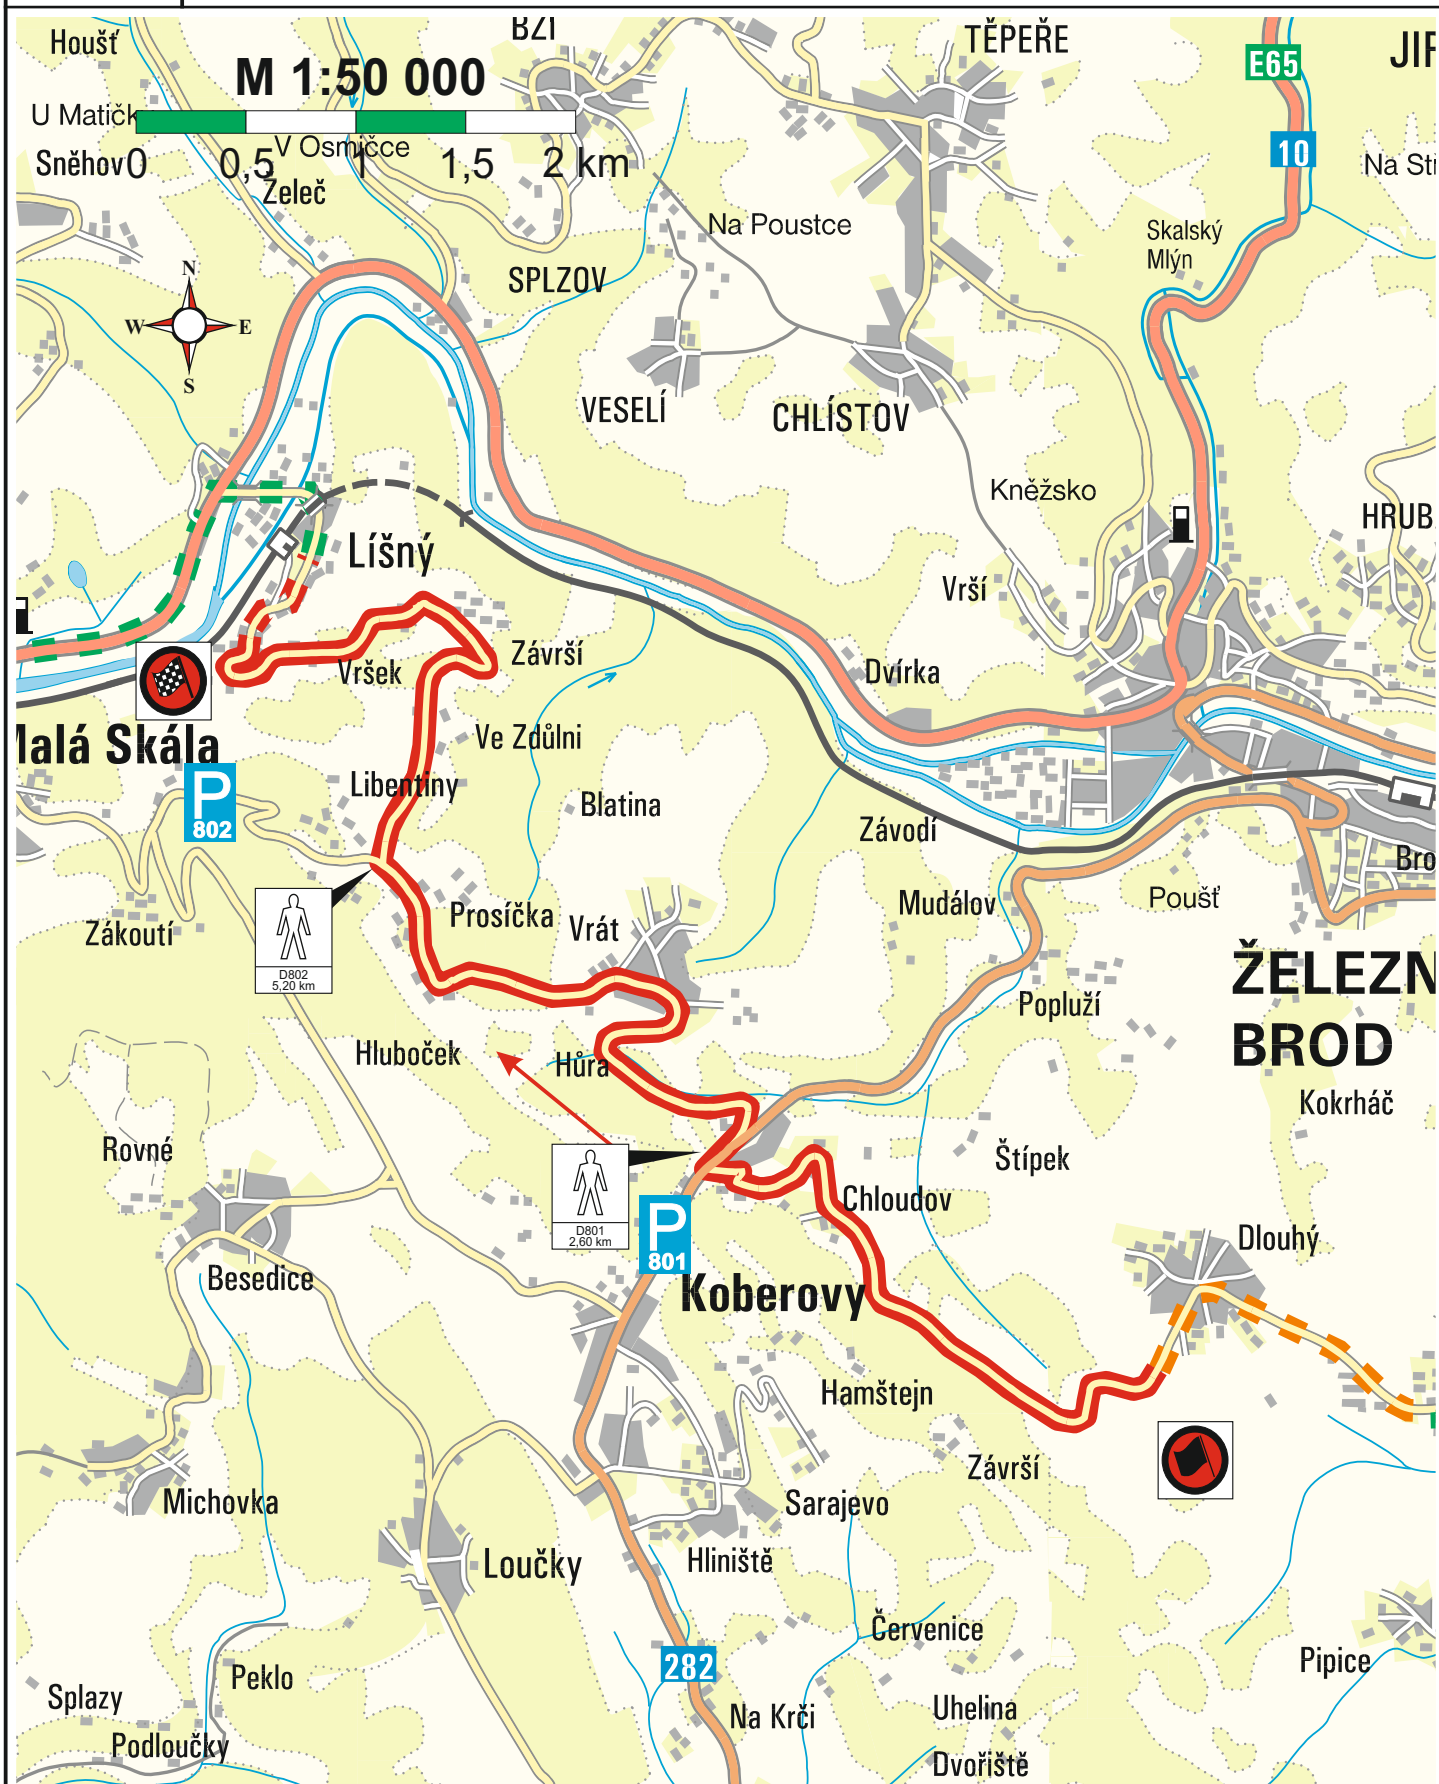 Houšť
BZÍ
TĚPEŘE
E65
JIŘ
M 1:50 000
U Matičk
V Osmičce
10
Sněhov
0
0,5
1
1,5
2 km
Na Stř
Želeč
Na Poustce
Skalský
Mlýn
N
SPLZOV
W
E
S
VESELÍ
CHLÍSTOV
Kněžsko
HRUB
Líšný
Vrší
Závrší
Vršek
Dvírka
Malá Skála
Ve Zdůlni
Libentiny
Blatina
P
802
Závodí
Bro
Mudálov
Poušť
Prosíčka
Vrát
Zákoutí
D802
5,20 km
ŽELEZN
BROD
Popluží
Hluboček
Hůra
Kokrháč
Rovné
Štípek
D801
2,60 km
Chloudov
P
801
Dlouhý
Besedice
Koberovy
Hamštejn
Závrší
Michovka
Sarajevo
Loučky
Hliniště
Červenice
282
Pipice
Peklo
Splazy
Na Krči
Uhelina
Podloučky
Dvořiště